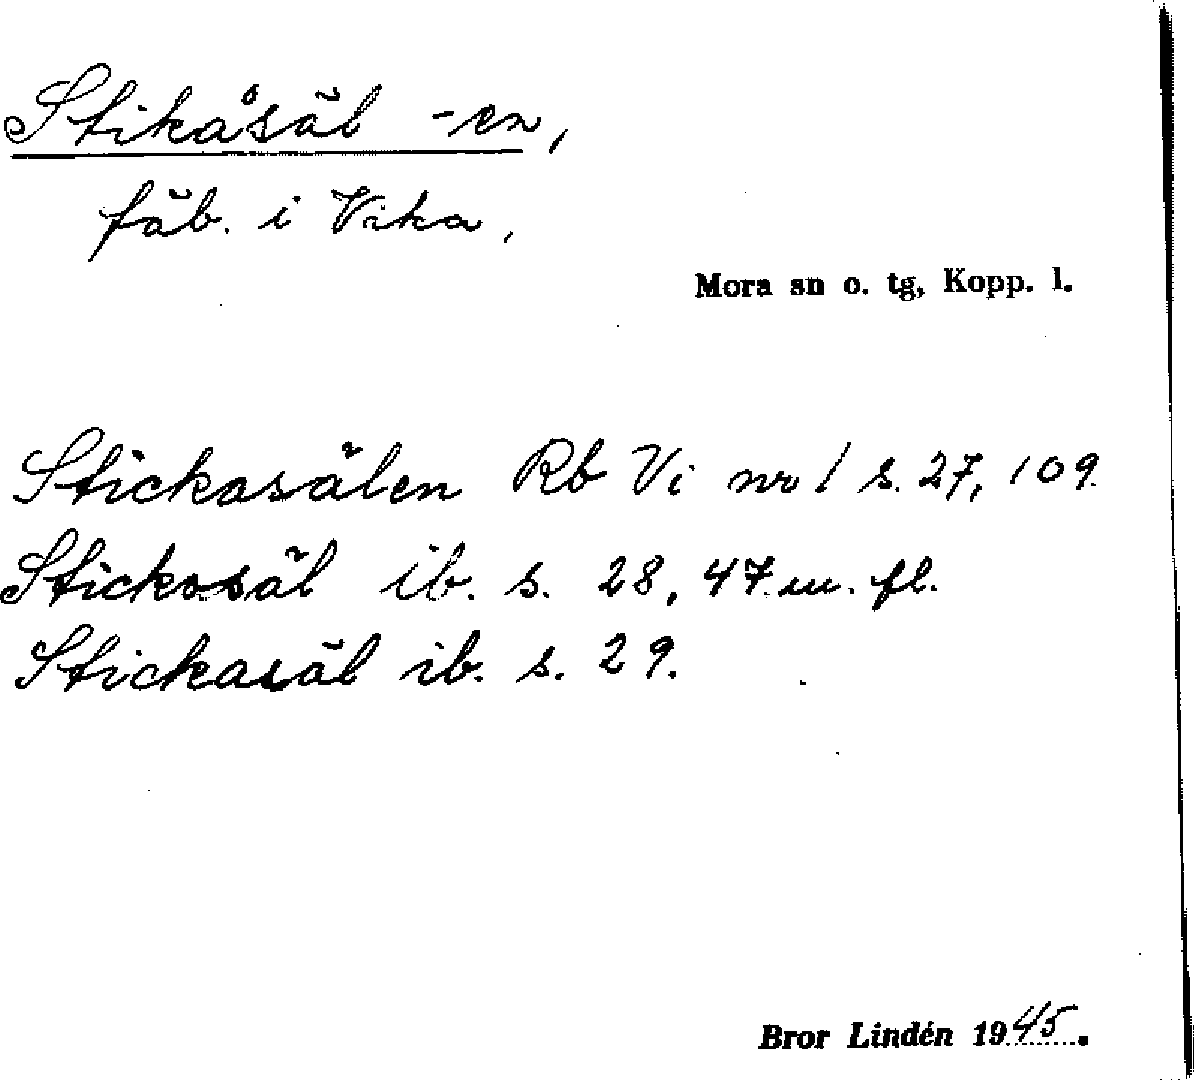 Stikåsäl -en,
fäb. i Vika,
Mora sn o. tg, Kopp. l.
Stickasälen Rb Vi nr 1 s. 27, 109.
Stickosäl ib. s. 28, 47 m. fl.
Stickasäl ib. s. 29.
Bror Lindén 1945.